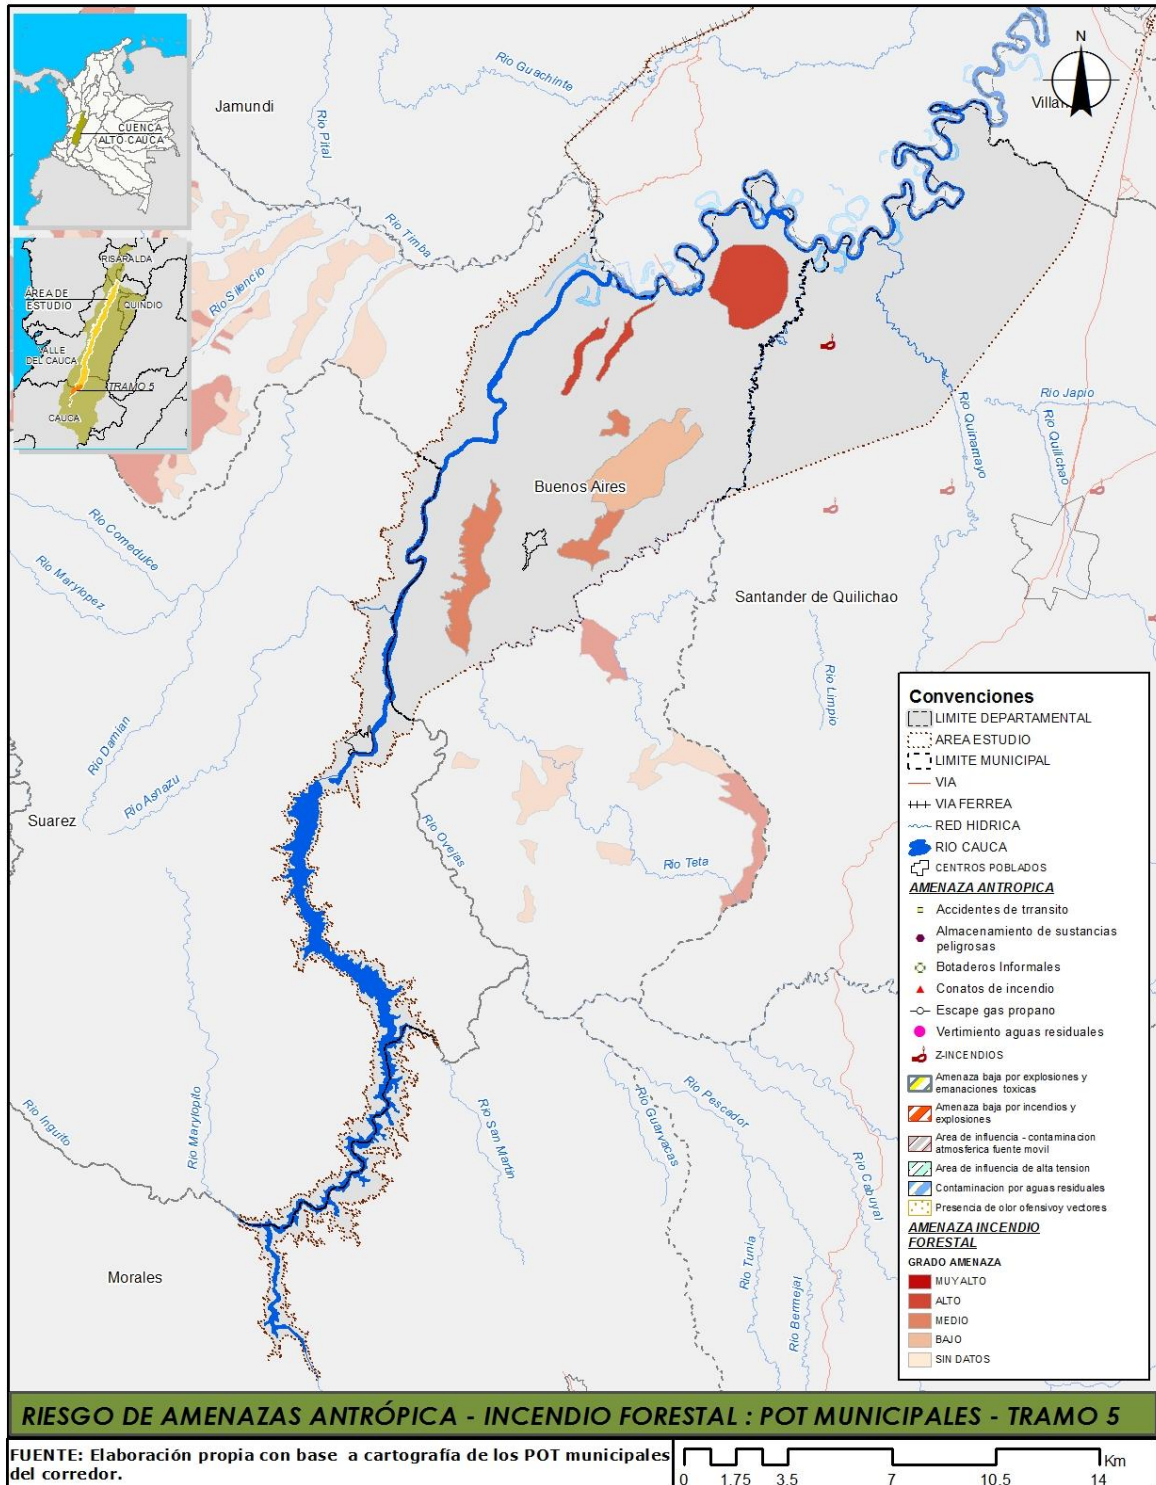 CUENCA
ALTO CAUCA
RISARALDA
AREA DE
ESTUDIO
QUINDIO
VALLE
DEL CAUCA
TRAMO 5
CAUCA
N
Jamundi
Rio Guachinte
Rio Pital
Rio Timba
Rio Silencio
Rio Japio
Rio Quilichao
Rio Quinamayo
Buenos Aires
Rio Comedulce
Rio Marylopez
Santander de Quilichao
Rio Limpio
Rio Damian
Rio Asnazu
Suarez
Rio Ovejas
Rio Teta
Rio Inguito
Rio Marylopito
Rio San Martin
Rio Guarvacas
Rio Pescador
Rio Cabuyal
Rio Tunia
Rio Bermejal
Morales
Convenciones
LIMITE DEPARTAMENTAL
AREA ESTUDIO
LIMITE MUNICIPAL
VIA
VIA FERREA
RED HIDRICA
RIO CAUCA
CENTROS POBLADOS
AMENAZA ANTROPICA
Accidentes de trransito
Almacenamiento de sustancias
peligrosas
Botaderos Informales
Conatos de incendio
Escape gas propano
Vertimiento aguas residuales
Z-INCENDIOS
Amenaza baja por explosiones y
emanaciones toxicas
Amenaza baja por incendios y
explosiones
Area de influencia - contaminacion
atmosferica fuente movil
Area de influencia de alta tension
Contaminacion por aguas residuales
Presencia de olor ofensivoy vectores
AMENAZA INCENDIO
FORESTAL
GRADO AMENAZA
MUY ALTO
ALTO
MEDIO
BAJO
SIN DATOS
RIESGO DE AMENAZAS ANTRÓPICA - INCENDIO FORESTAL : POT MUNICIPALES - TRAMO 5
FUENTE: Elaboración propia con base a cartografía de los POT municipales
del corredor.
Km
0 1.75 3.5 7 10.5 14